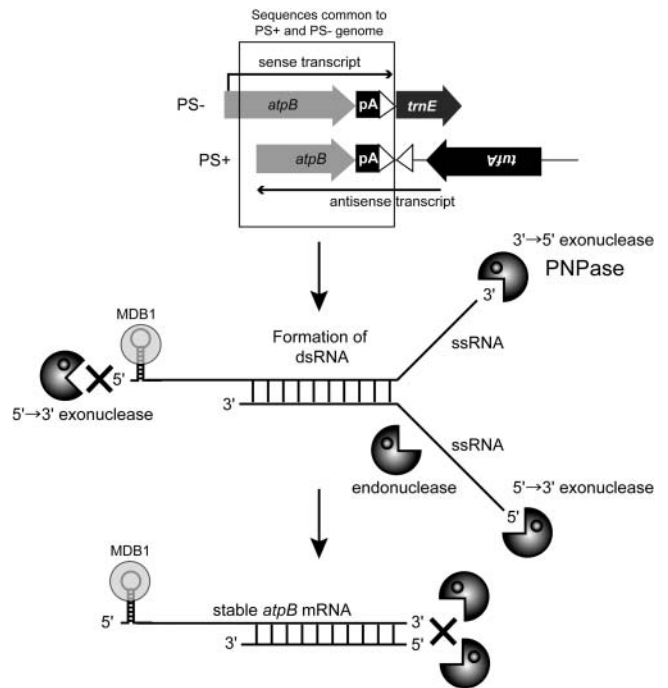 Sequences common to
PS+ and PS- genome
sense transcript
PS-
atpB
pA
trnE
PS+
atpB
pA
tufA
antisense transcript
3'→5' exonuclease
PNPase
3'
MDB1
Formation of
dsRNA
ssRNA
5'
5'→3' exonuclease
3'
ssRNA
endonuclease
5'→3' exonuclease
5'
MDB1
stable atpB mRNA
5'
3'
3'
5'